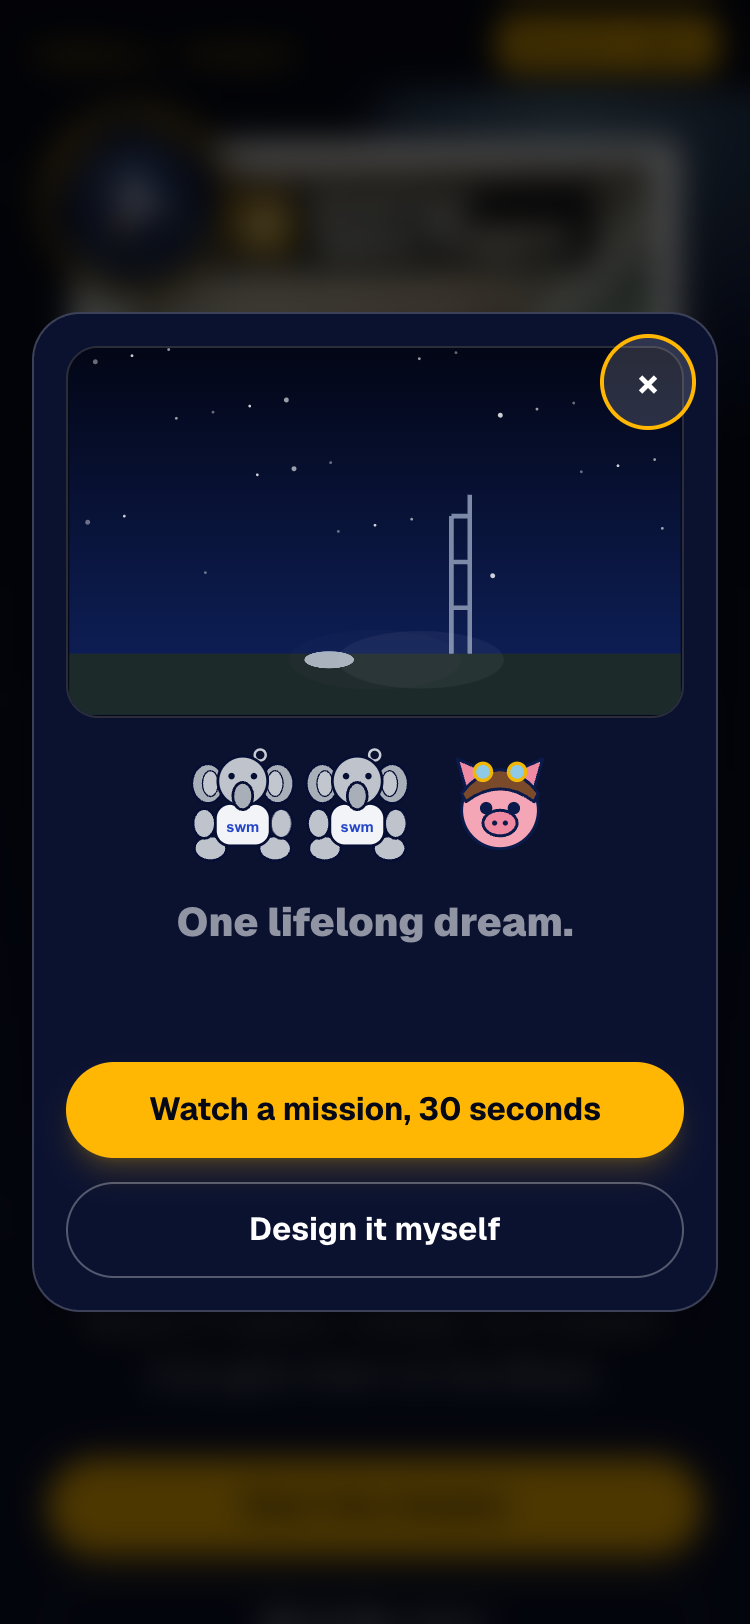 ×
swm swm
One lifelong dream.
Watch a mission, 30 seconds
Design it myself